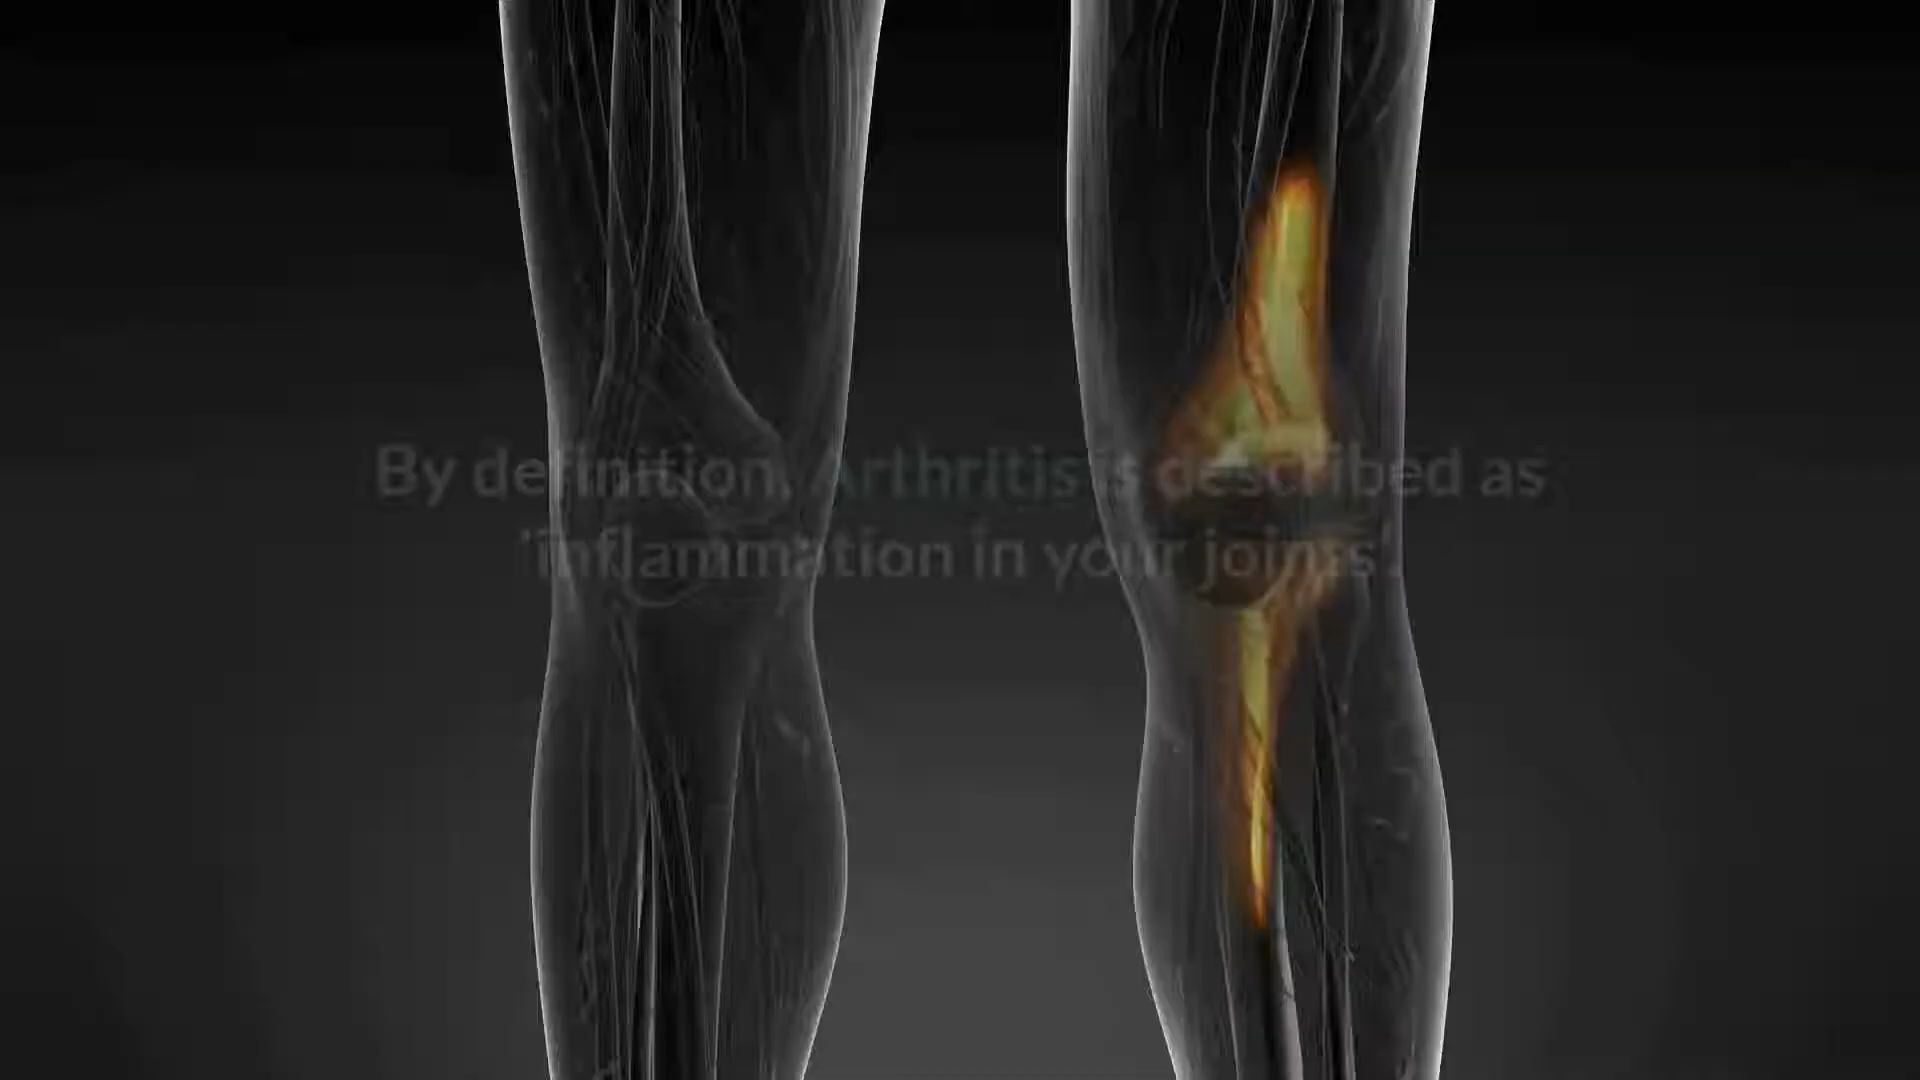 By definition, Arthritis is described as
'inflammation in your joints'.